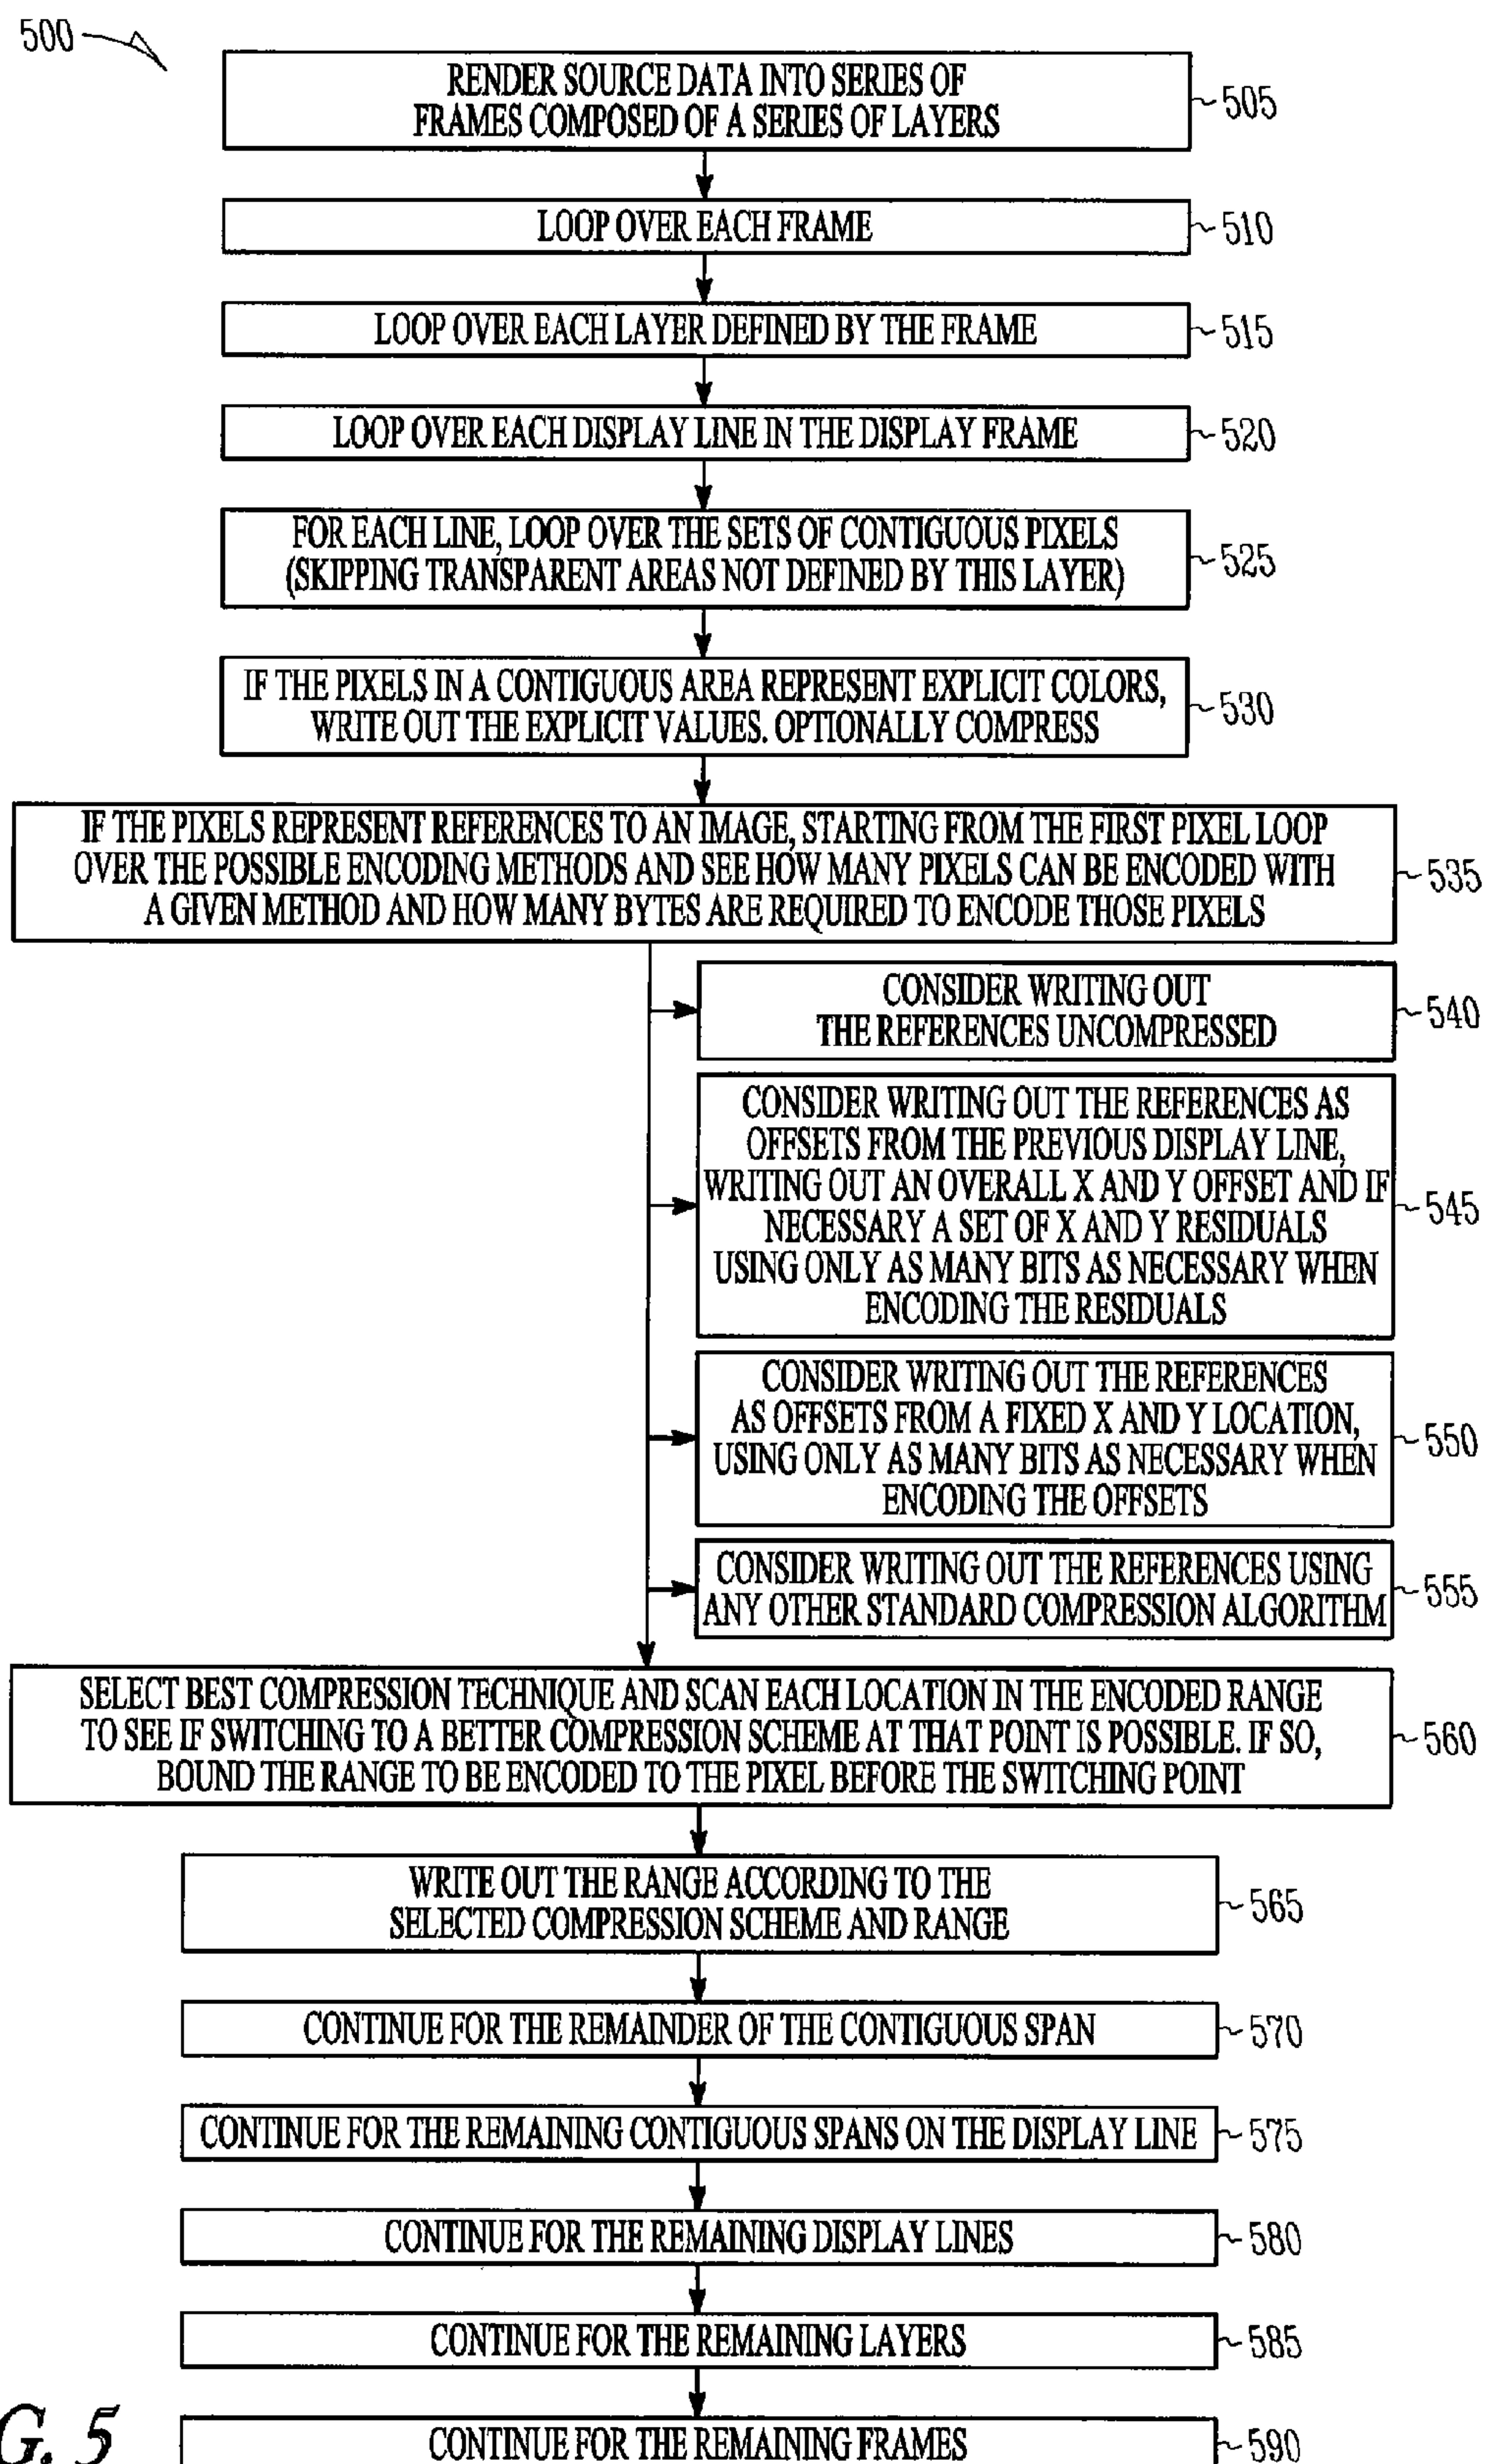 500
RENDER SOURCE DATA INTO SERIES OF
FRAMES COMPOSED OF A SERIES OF LAYERS
505
LOOP OVER EACH FRAME
510
LOOP OVER EACH LAYER DEFINED BY THE FRAME
515
LOOP OVER EACH DISPLAY LINE IN THE DISPLAY FRAME
520
FOR EACH LINE, LOOP OVER THE SETS OF CONTIGUOUS PIXELS
(SKIPPING TRANSPARENT AREAS NOT DEFINED BY THIS LAYER)
525
IF THE PIXELS IN A CONTIGUOUS AREA REPRESENT EXPLICIT COLORS,
WRITE OUT THE EXPLICIT VALUES. OPTIONALLY COMPRESS
530
IF THE PIXELS REPRESENT REFERENCES TO AN IMAGE, STARTING FROM THE FIRST PIXEL LOOP
OVER THE POSSIBLE ENCODING METHODS AND SEE HOW MANY PIXELS CAN BE ENCODED WITH
A GIVEN METHOD AND HOW MANY BYTES ARE REQUIRED TO ENCODE THOSE PIXELS
535
CONSIDER WRITING OUT
THE REFERENCES UNCOMPRESSED
540
CONSIDER WRITING OUT THE REFERENCES AS
OFFSETS FROM THE PREVIOUS DISPLAY LINE,
WRITING OUT AN OVERALL X AND Y OFFSET AND IF
NECESSARY A SET OF X AND Y RESIDUALS
USING ONLY AS MANY BITS AS NECESSARY WHEN
ENCODING THE RESIDUALS
545
CONSIDER WRITING OUT THE REFERENCES
AS OFFSETS FROM A FIXED X AND Y LOCATION,
USING ONLY AS MANY BITS AS NECESSARY WHEN
ENCODING THE OFFSETS
550
CONSIDER WRITING OUT THE REFERENCES USING
ANY OTHER STANDARD COMPRESSION ALGORITHM
555
SELECT BEST COMPRESSION TECHNIQUE AND SCAN EACH LOCATION IN THE ENCODED RANGE
TO SEE IF SWITCHING TO A BETTER COMPRESSION SCHEME AT THAT POINT IS POSSIBLE. IF SO,
BOUND THE RANGE TO BE ENCODED TO THE PIXEL BEFORE THE SWITCHING POINT
560
WRITE OUT THE RANGE ACCORDING TO THE
SELECTED COMPRESSION SCHEME AND RANGE
565
CONTINUE FOR THE REMAINDER OF THE CONTIGUOUS SPAN
570
CONTINUE FOR THE REMAINING CONTIGUOUS SPANS ON THE DISPLAY LINE
575
CONTINUE FOR THE REMAINING DISPLAY LINES
580
CONTINUE FOR THE REMAINING LAYERS
585
CONTINUE FOR THE REMAINING FRAMES
590
G. 5